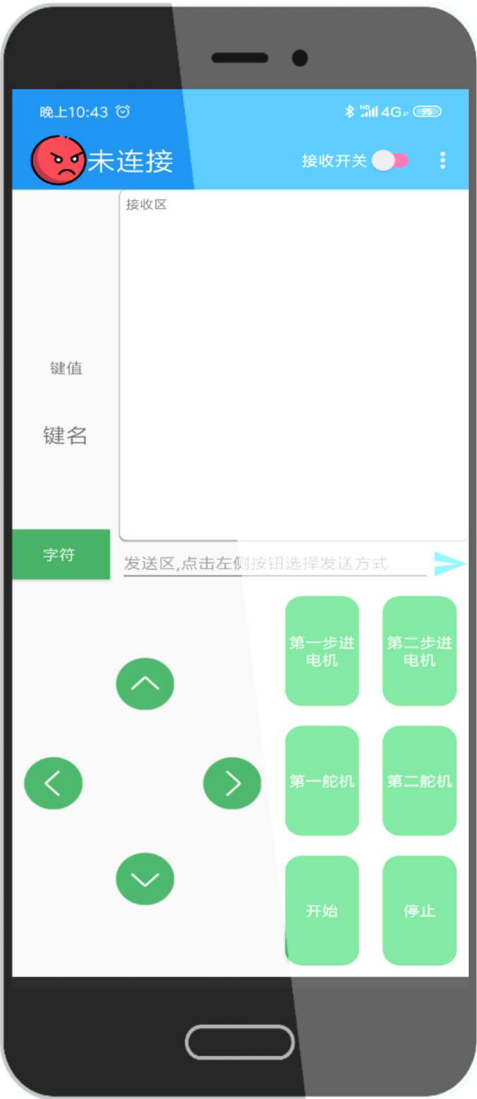 晚上10:43 HD 4G 95
未连接 接收开关
接收区
键值
键名
字符
发送区,点击左侧按钮选择发送方式
第一步进
电机
第二步进
电机
第一舵机
第二舵机
开始
停止